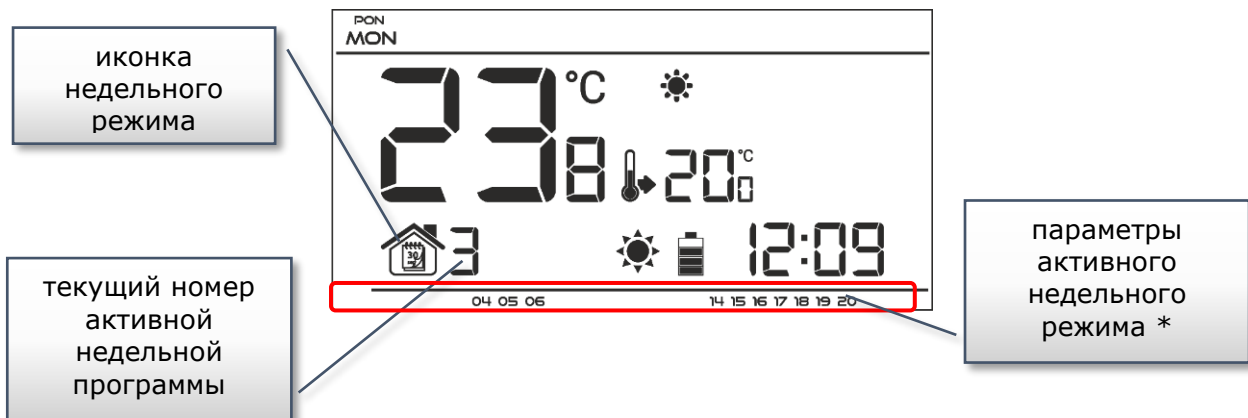 PON
MON
иконка
недельного
режима
23 8 °C
20 0 °C
3
12:09
30
04 05 06 14 15 16 17 18 19 20
текущий номер
активной
недельной
программы
параметры
активного
недельного
режима *